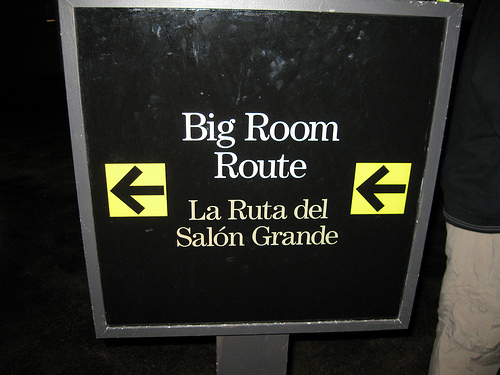 Big Room
Route
La Ruta del
Salón Grande